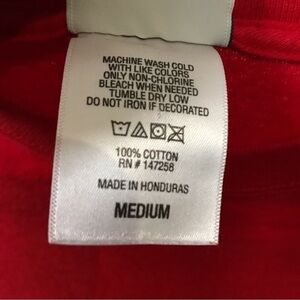 MACHINE WASH COLD
WITH LIKE COLORS
ONLY NON-CHLORINE
BLEACH WHEN NEEDED
TUMBLE DRY LOW
DO NOT IRON IF DECORATED
100% COTTON
RN # 147258
MADE IN HONDURAS
MEDIUM